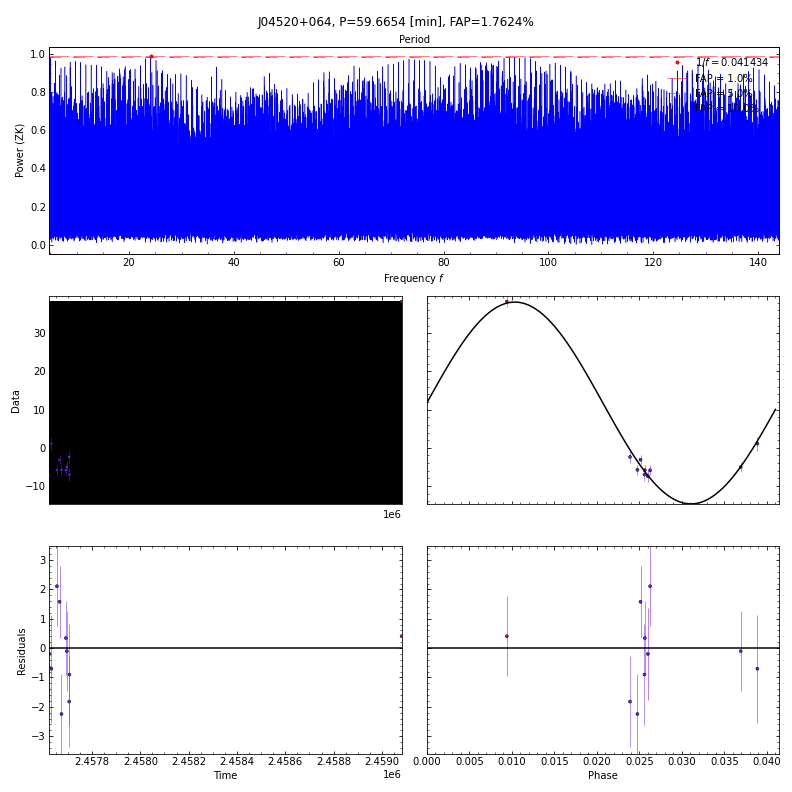 J04520+064, P=59.6654 [min], FAP=1.7624%
Period
Power (ZK)
1.0
0.8
0.6
0.4
0.2
0.0
1/f = 0.041434
FAP = 1.0%
FAP = 5.0%
FAP = 10.0%
20 40 60 80 100 120 140
Frequency f
Data
30
20
10
0
−10
1e6
Residuals
3
2
1
0
−1
−2
−3
2.4578 2.4580 2.4582 2.4584 2.4586 2.4588 2.4590
1e6
Time
0.000 0.005 0.010 0.015 0.020 0.025 0.030 0.035 0.040
Phase